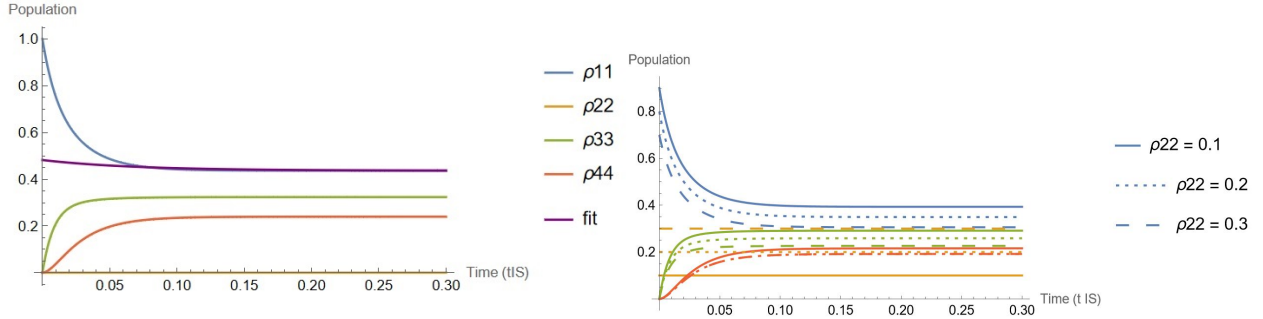 Population
1.0
0.8
0.6
0.4
0.2
0.05 0.10 0.15 0.20 0.25 0.30
Time (tIS)
ρ11
ρ22
ρ33
ρ44
fit
Population
0.8
0.6
0.4
0.2
0.05 0.10 0.15 0.20 0.25 0.30
Time (t IS)
ρ22 = 0.1
ρ22 = 0.2
ρ22 = 0.3